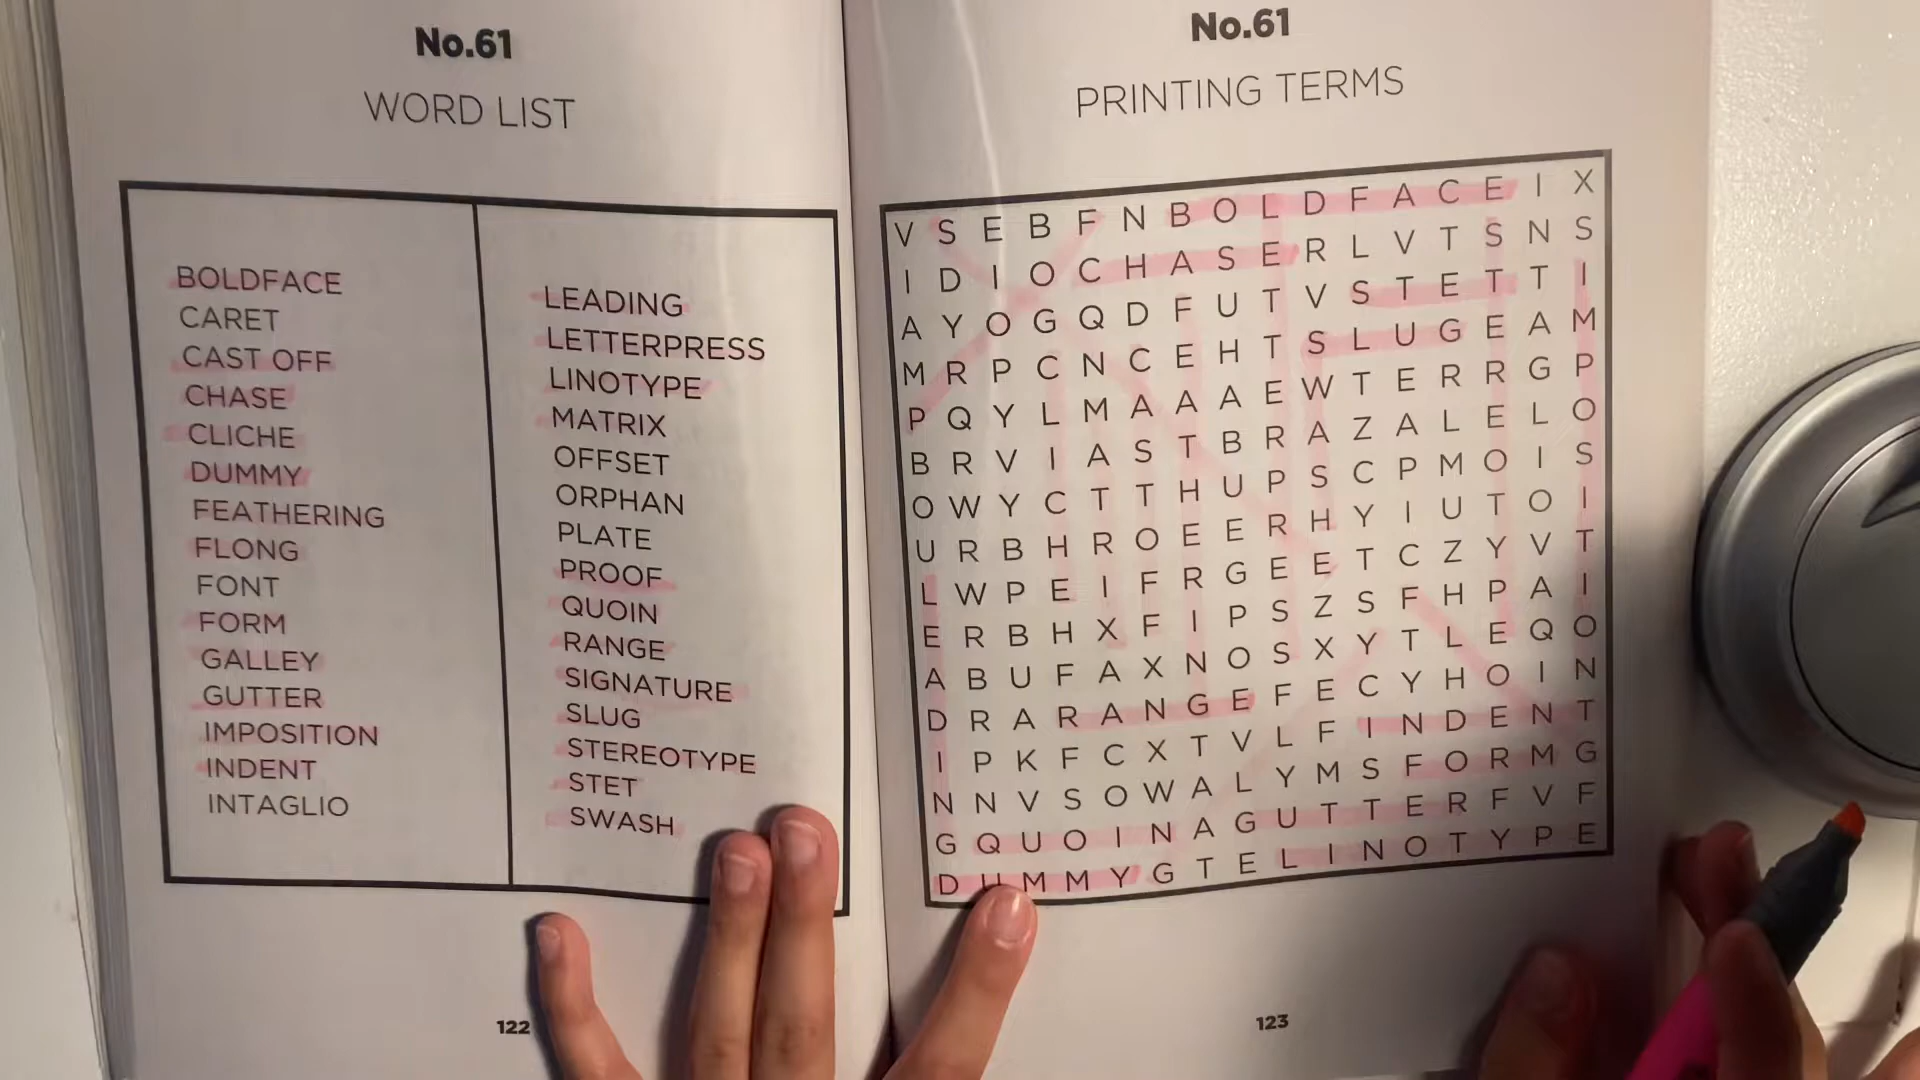 No.61
WORD LIST
BOLDFACE
CARET
CAST OFF
CHASE
CLICHE
DUMMY
FEATHERING
FLONG
FONT
FORM
GALLEY
GUTTER
IMPOSITION
INDENT
INTAGLIO
LEADING
LETTERPRESS
LINOTYPE
MATRIX
OFFSET
ORPHAN
PLATE
PROOF
QUOIN
RANGE
SIGNATURE
SLUG
STEREOTYPE
STET
SWASH
122
No.61
PRINTING TERMS
V S E B F N B O L D F A C E I X
I D I O C H A S E R L V T S N S
A Y O G Q D F U T V S T E T T I
M R P C N C E H T S L U G E A M
P Q Y L M A A A E W T E R R G P
B R V I A S T B R A Z A L E L O
O W Y C T T H U P S C P M O I S
U R B H R O E E R H Y I U T O I
L W P E I F R G E E T C Z Y V T
E R B H X F I P S Z S F H P A I
A B U F A X N O S X Y T L E Q O
D R A R A N G E F E C Y H O I N
I P K F C X T V L F I N D E N T
N N V S O W A L Y M S F O R M G
G Q U O I N A G U T T E R F V F
D U M M Y G T E L I N O T Y P E
123